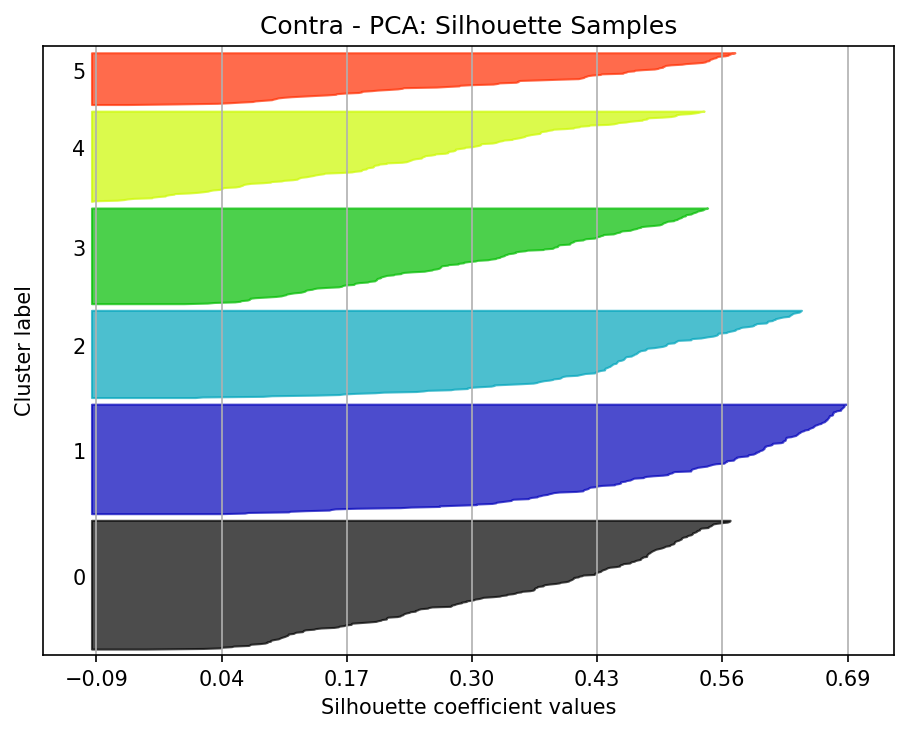 Contra - PCA: Silhouette Samples
5
4
3
2
1
0
Cluster label
−0.09 0.04 0.17 0.30 0.43 0.56 0.69
Silhouette coefficient values